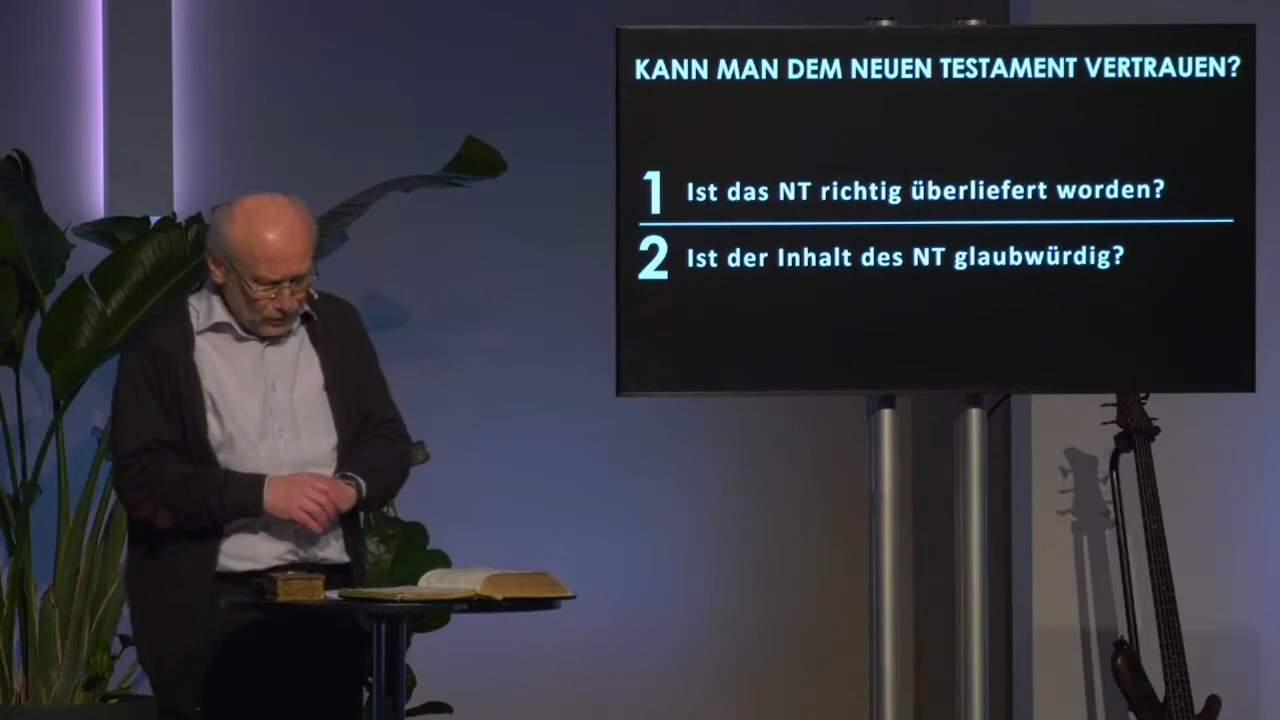 KANN MAN DEM NEUEN TESTAMENT VERTRAUEN?
1 Ist das NT richtig überliefert worden?
2 Ist der Inhalt des NT glaubwürdig?